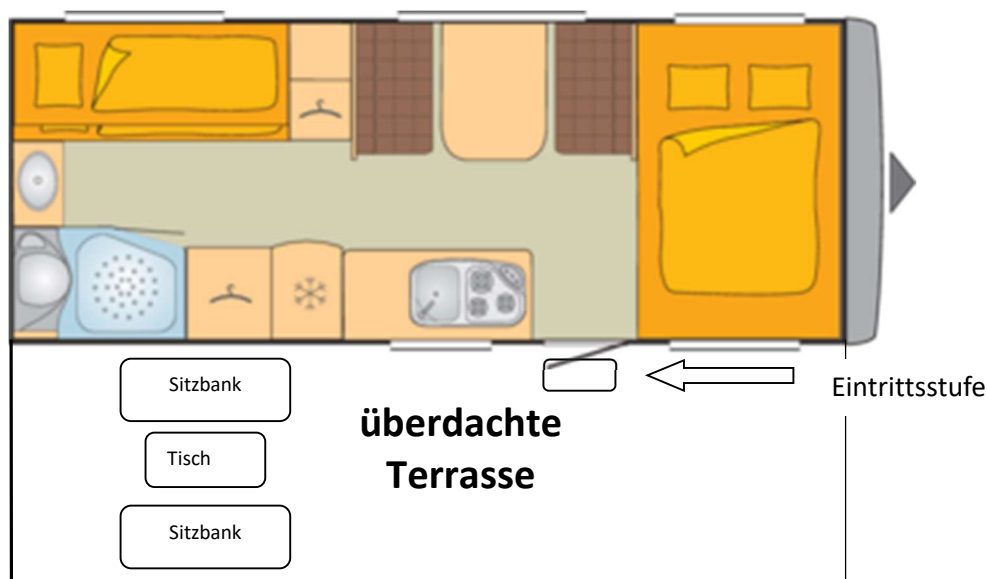 Sitzbank
Eintrittsstufe
überdachte
Terrasse
Tisch
Sitzbank